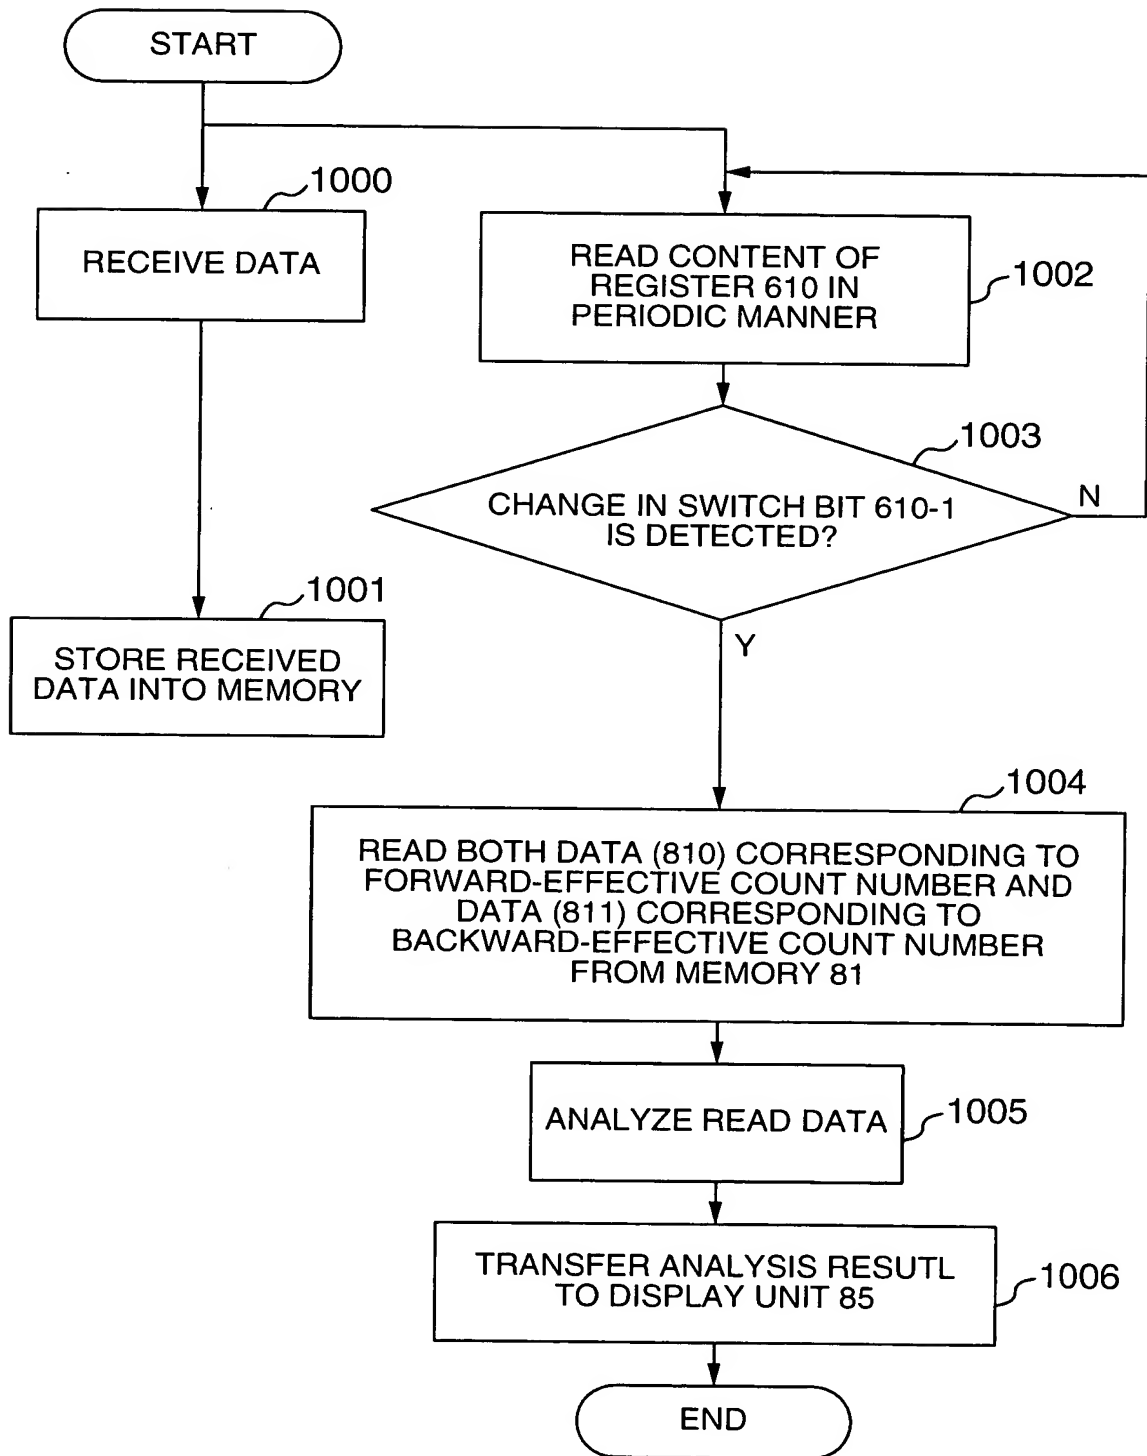 START
1000
RECEIVE DATA
READ CONTENT OF
REGISTER 610 IN
PERIODIC MANNER
1002
1003
CHANGE IN SWITCH BIT 610-1
IS DETECTED?
N
Y
1001
STORE RECEIVED
DATA INTO MEMORY
1004
READ BOTH DATA (810) CORRESPONDING TO
FORWARD-EFFECTIVE COUNT NUMBER AND
DATA (811) CORRESPONDING TO
BACKWARD-EFFECTIVE COUNT NUMBER
FROM MEMORY 81
ANALYZE READ DATA
1005
TRANSFER ANALYSIS RESUTL
TO DISPLAY UNIT 85
1006
END